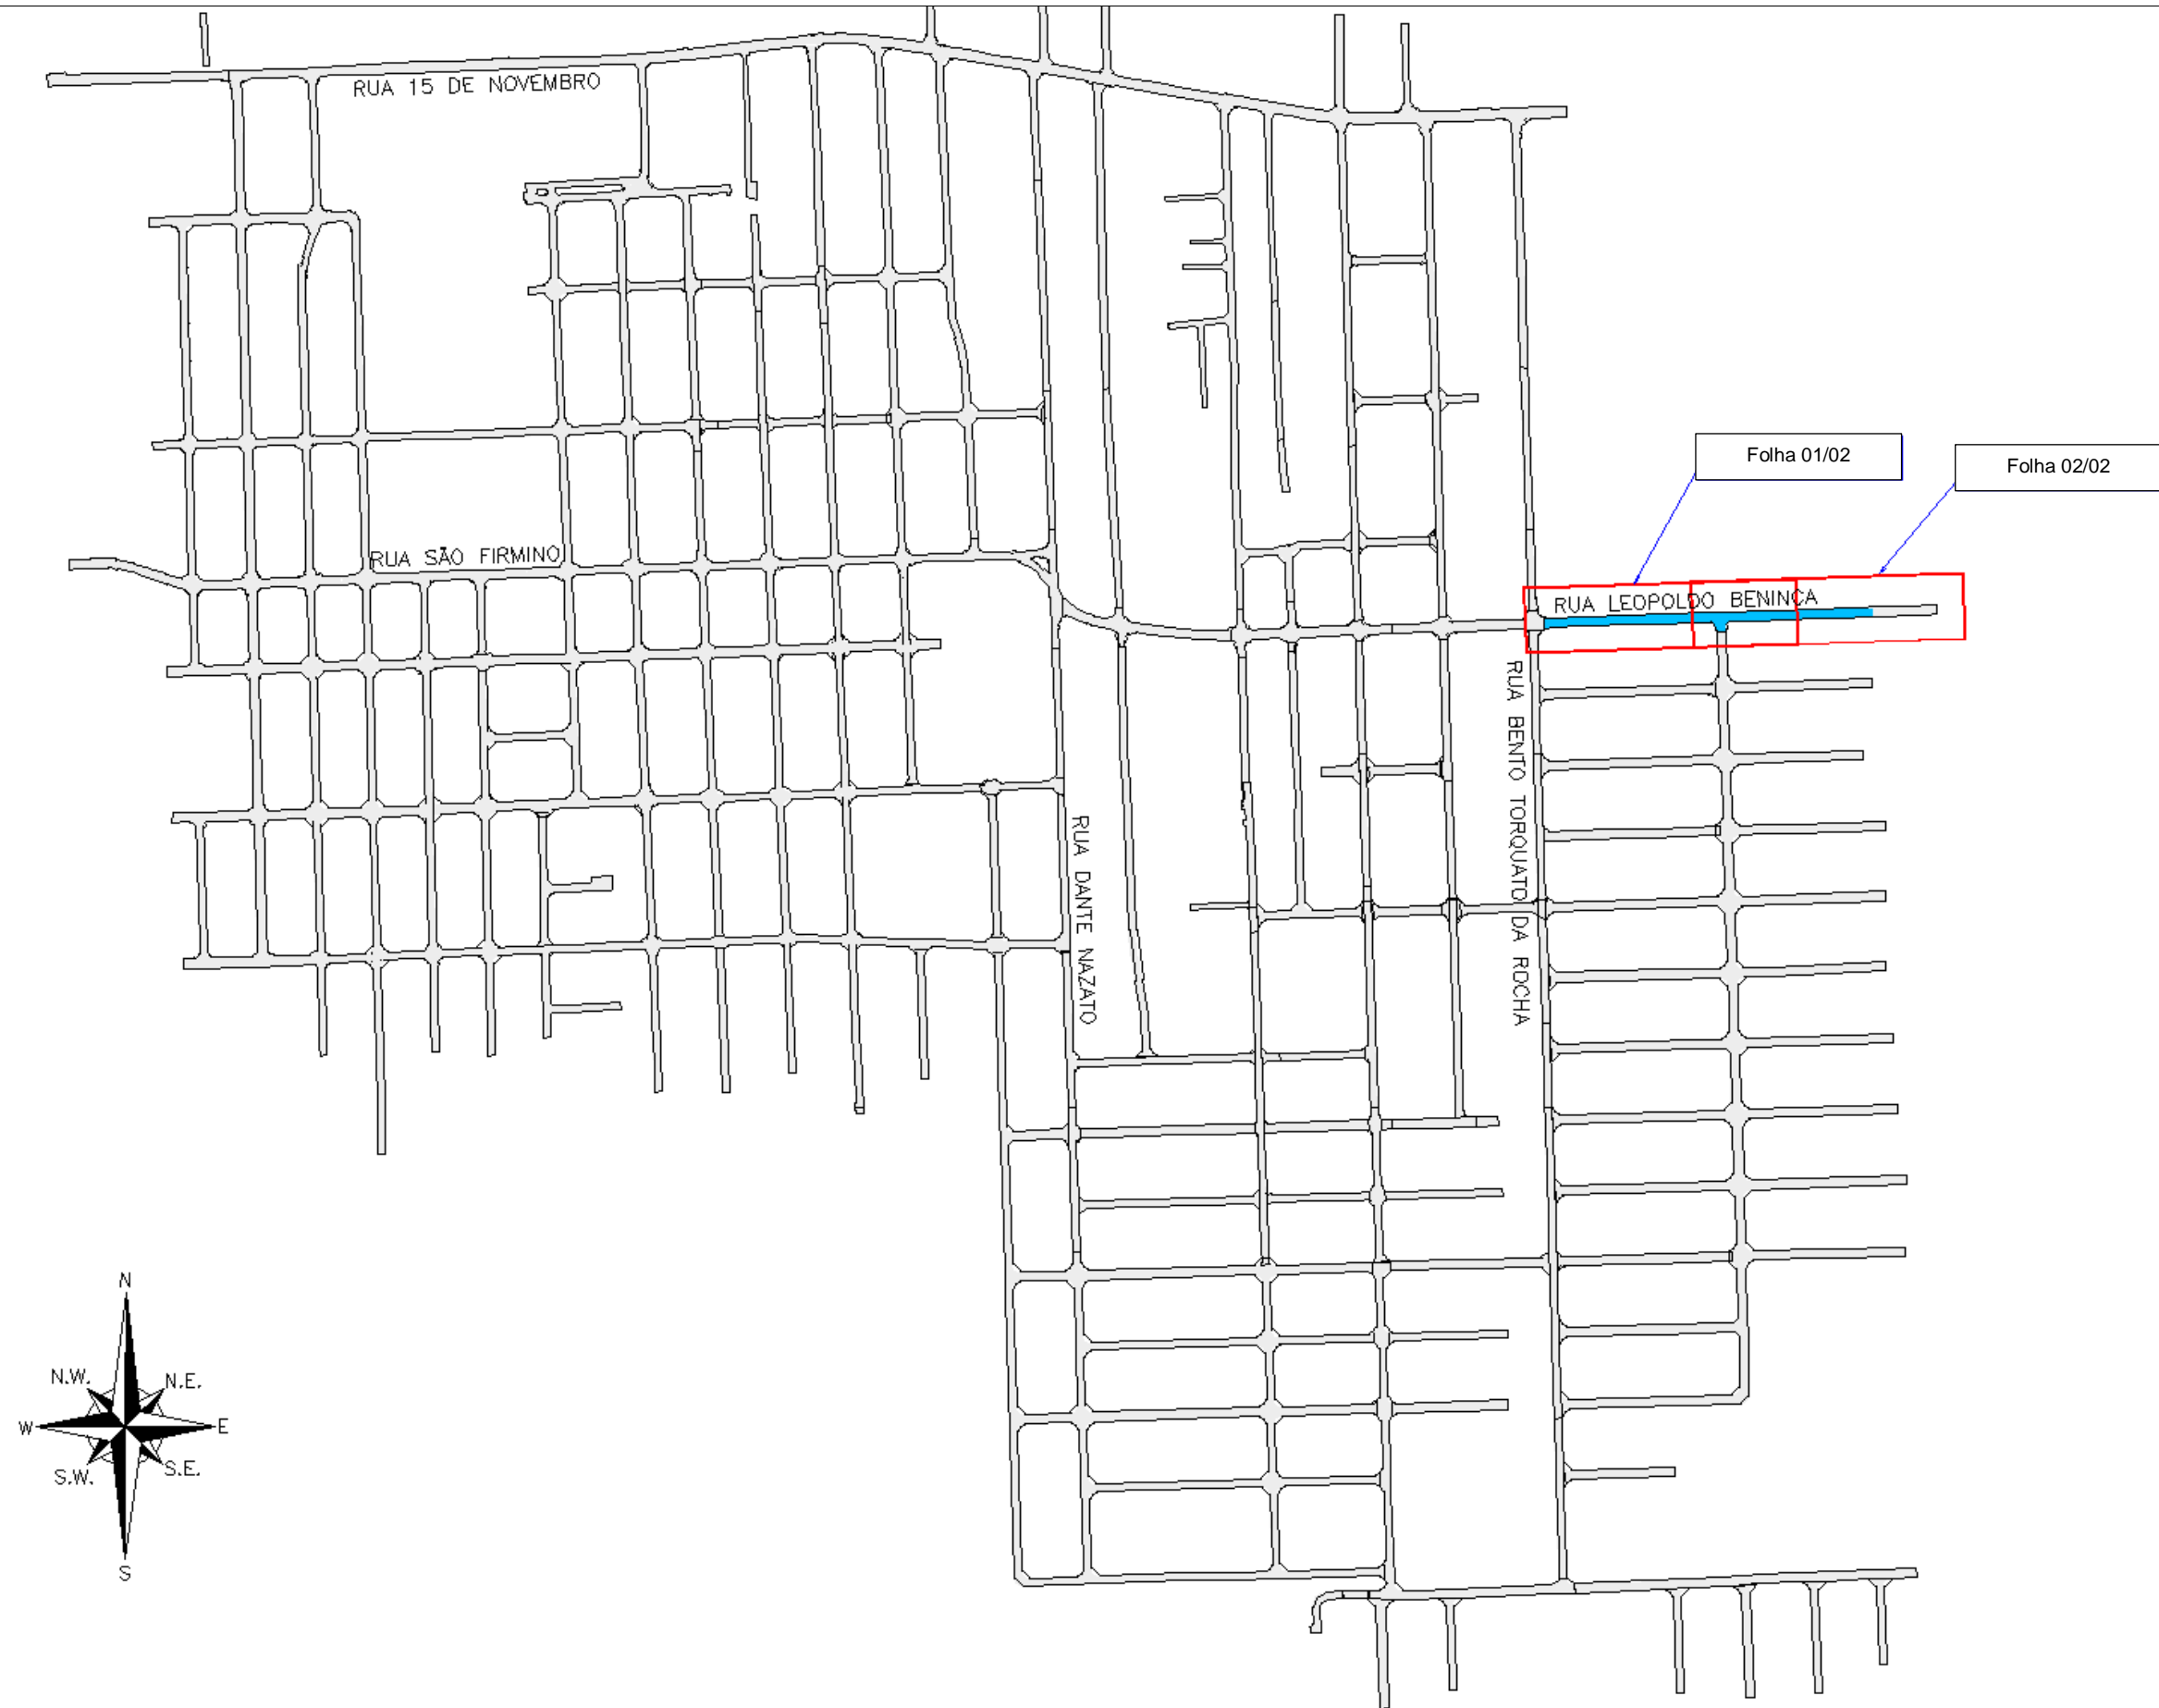 RUA 15 DE NOVEMBRO
Folha 01/02
Folha 02/02
RUA SÃO FIRMINO
RUA LEOPOLDO BENINCA
RUA BENTO TORQUATO DA ROCHA
RUA DANTE NAZATO
N
N.W.
N.E.
W
E
S.W.
S.E.
S